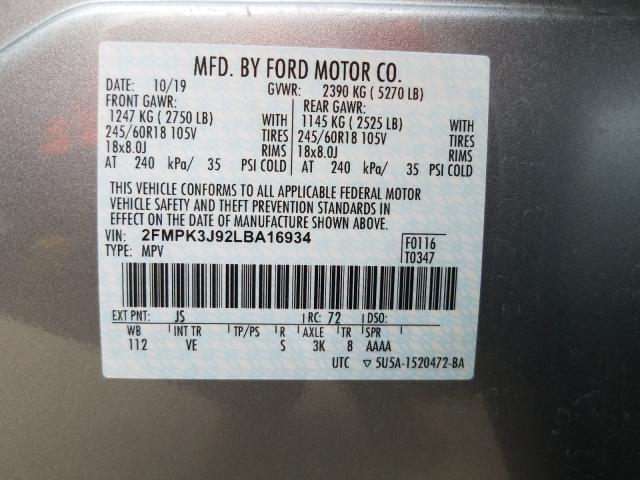 MFD. BY FORD MOTOR CO.
DATE: 10/19 GVWR: 2390 KG ( 5270 LB)
FRONT GAWR: REAR GAWR:
1247 KG ( 2750 LB) WITH 1145 KG ( 2525 LB) WITH
245/60R18 105V TIRES 245/60R18 105V TIRES
18x8.0J RIMS 18x8.0J RIMS
AT 240 kPa/ 35 PSI COLD AT 240 kPa/ 35 PSI COLD
THIS VEHICLE CONFORMS TO ALL APPLICABLE FEDERAL MOTOR
VEHICLE SAFETY AND THEFT PREVENTION STANDARDS IN
EFFECT ON THE DATE OF MANUFACTURE SHOWN ABOVE.
VIN: 2FMPK3J92LBA16934 F0116
TYPE: MPV T0347
EXT PNT: JS RC: 72 DSO:
WB INT TR TP/PS R AXLE TR SPR
112 VE S 3K 8 AAAA
UTC ▽ 5U5A-1520472-BA